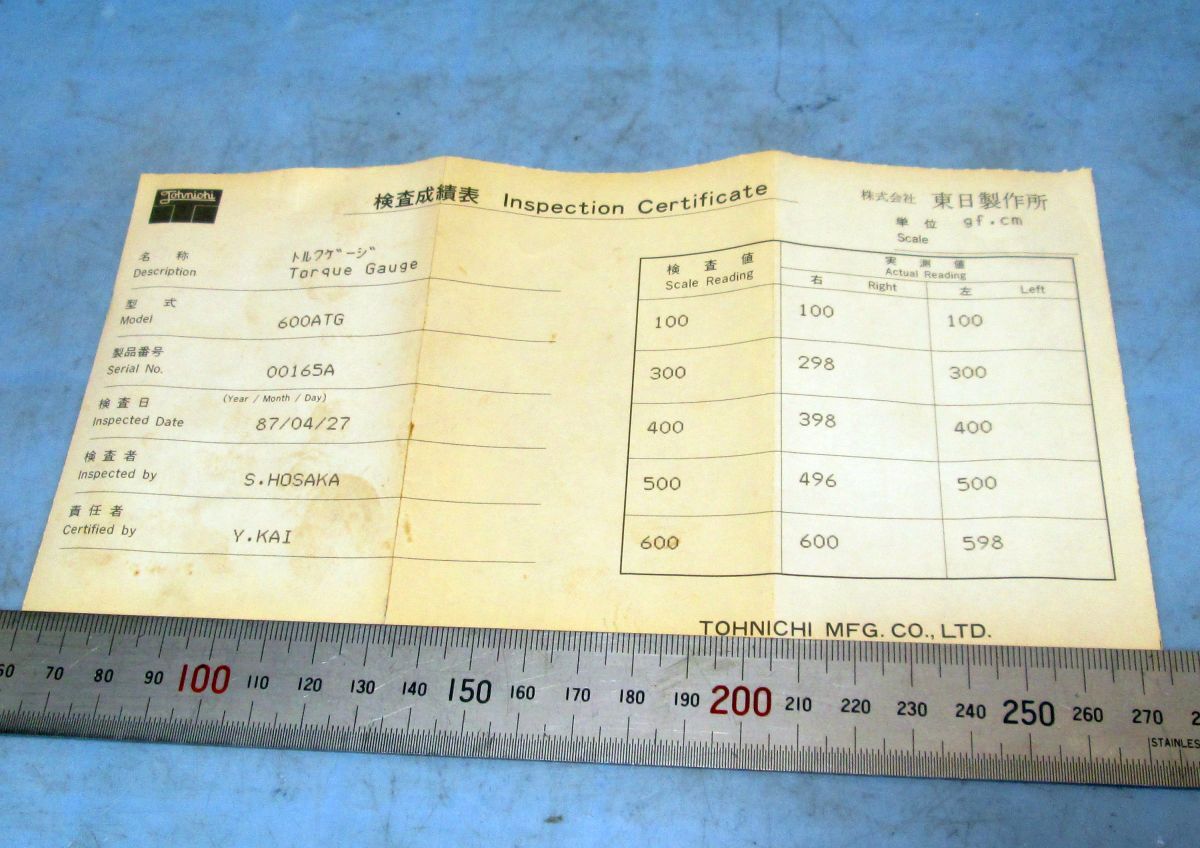 Tohnichi
検査成績表 Inspection Certificate
株式会社 東日製作所
単位 gf.cm
Scale
名称 トルクゲージ
Description Torque Gauge
型式
Model 600ATG
製品番号
Serial No. 00165A
検査日 (Year / Month / Day)
Inspected Date 87/04/27
検査者
Inspected by S.HOSAKA
責任者
Certified by Y.KAI
検査値 実測値
Scale Reading Actual Reading
右 Right 左 Left
100 100 100
300 298 300
400 398 400
500 496 500
600 600 598
TOHNICHI MFG. CO., LTD.
70 80 90 100 110 120 130 140 150 160 170 180 190 200 210 220 230 240 250 260 270
STAINLES